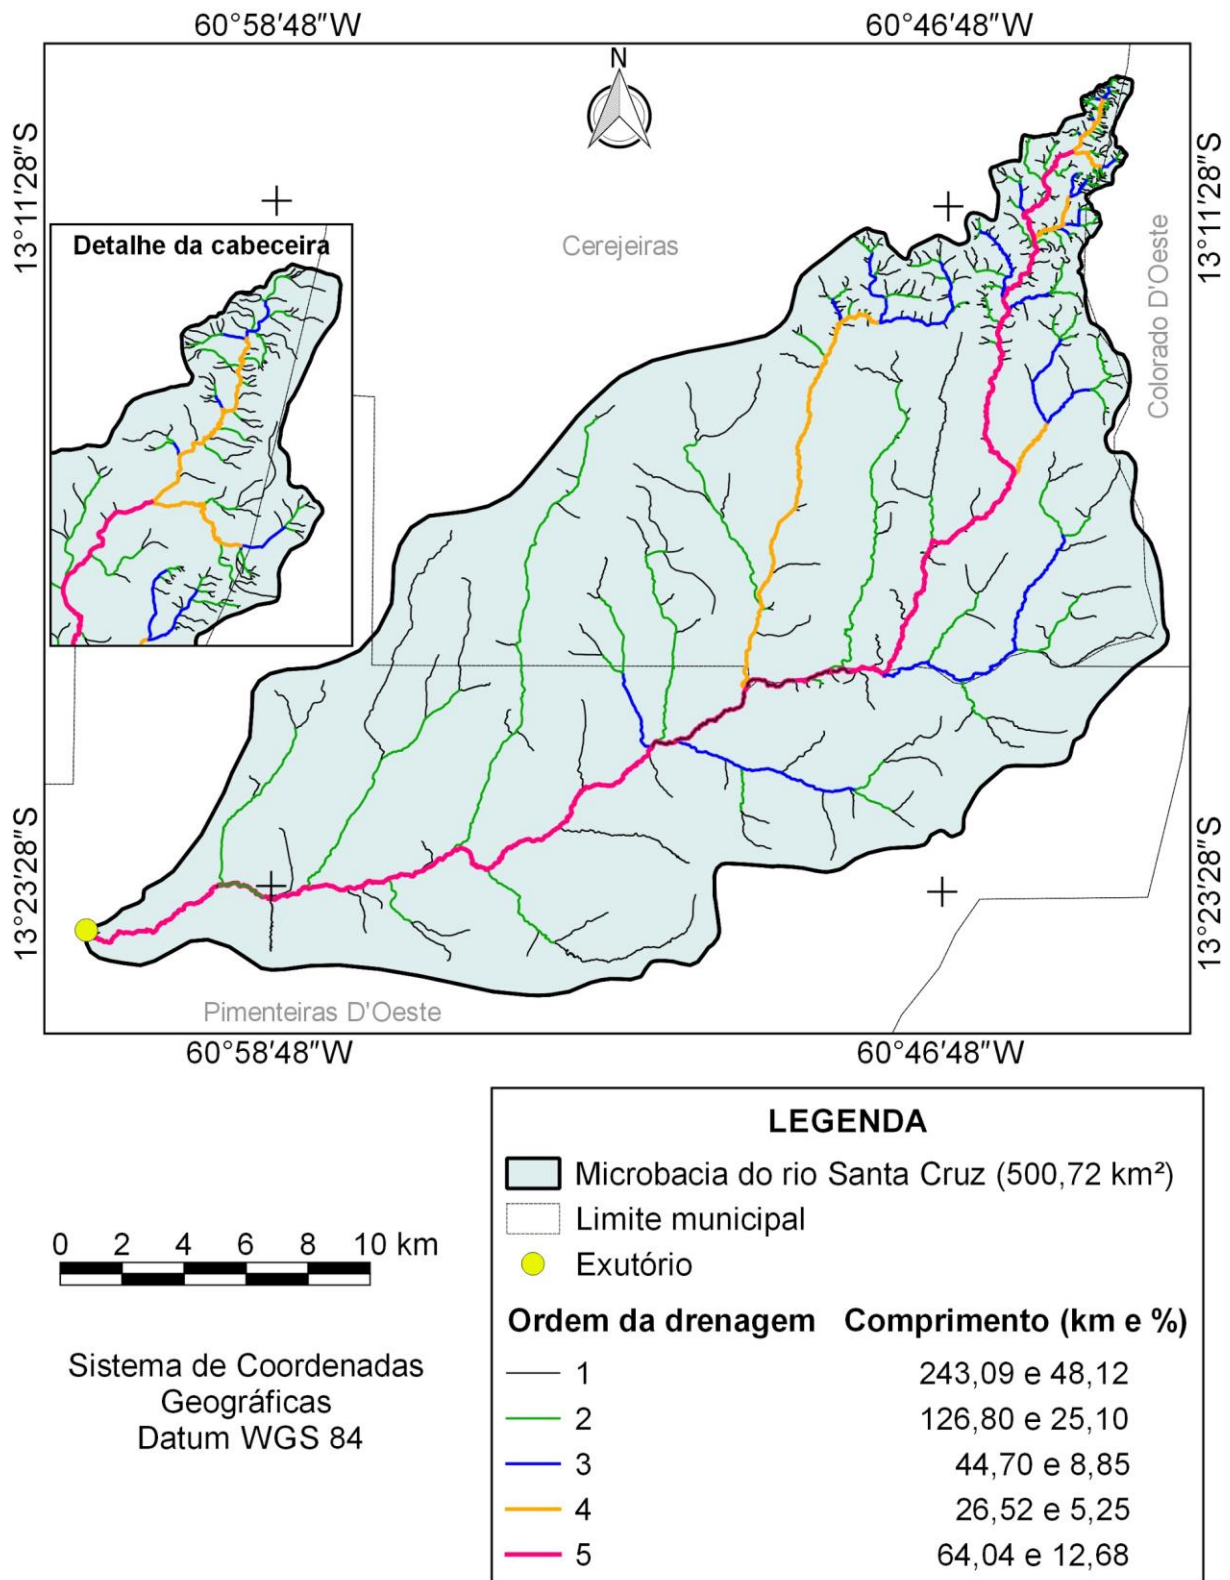 60°58′48″W 60°46′48″W
N
13°11′28″S
13°11′28″S
Detalhe da cabeceira
Cerejeiras
Colorado D'Oeste
13°23′28″S
13°23′28″S
Pimenteiras D'Oeste
60°58′48″W 60°46′48″W
LEGENDA
Microbacia do rio Santa Cruz (500,72 km²)
Limite municipal
Exutório
0 2 4 6 8 10 km
Sistema de Coordenadas
Geográficas
Datum WGS 84
Ordem da drenagem Comprimento (km e %)
1 243,09 e 48,12
2 126,80 e 25,10
3 44,70 e 8,85
4 26,52 e 5,25
5 64,04 e 12,68